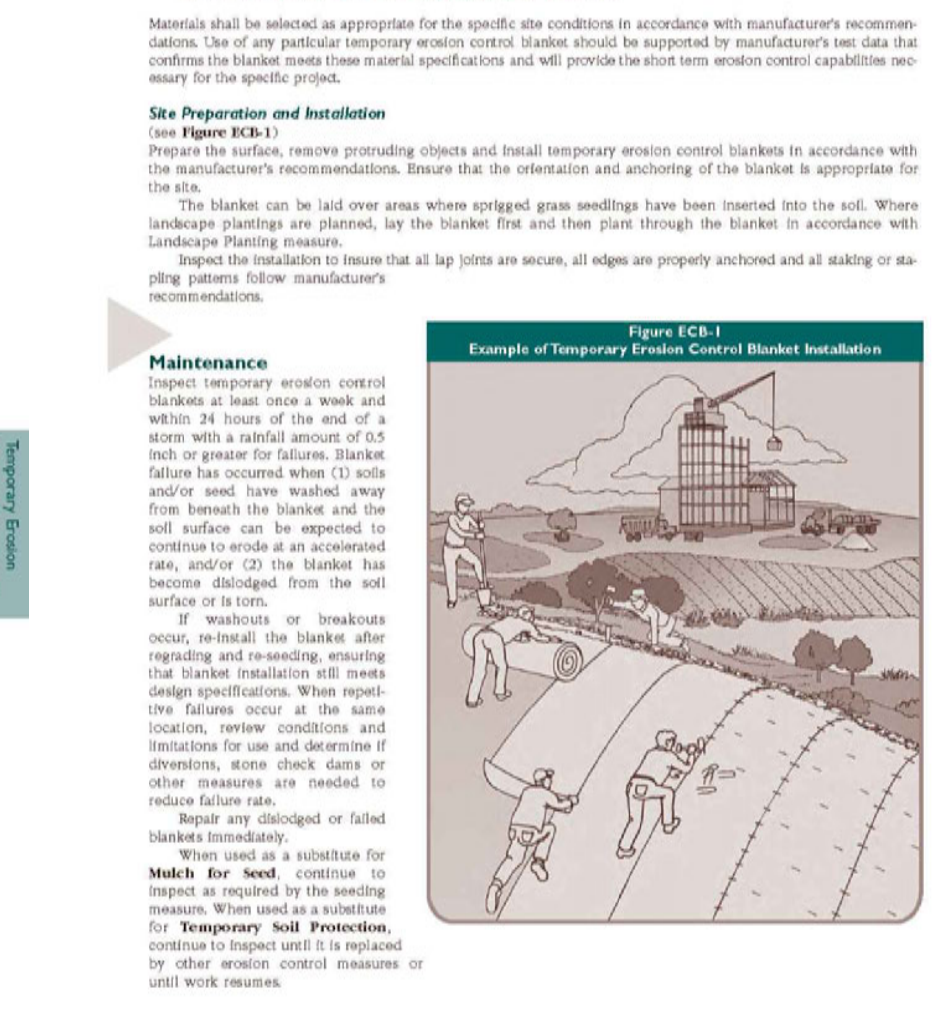 Materials shall be selected as appropriate for the specific site conditions in accordance with manufacturer's recommen-
dations. Use of any particular temporary erosion control blanket should be supported by manufacturer's test data that
confirms the blanket meets these material specifications and will provide the short term erosion control capabilities nec-
essary for the specific project.
Site Preparation and Installation
(see Figure ECB-1)
Prepare the surface, remove protruding objects and install temporary erosion control blankets in accordance with
the manufacturer's recommendations. Ensure that the orientation and anchoring of the blanket is appropriate for
the site.
The blanket can be laid over areas where sprigged grass seedlings have been inserted into the soil. Where
landscape plantings are planned, lay the blanket first and then plant through the blanket in accordance with
Landscape Planting measure.
Inspect the installation to insure that all lap joints are secure, all edges are properly anchored and all staking or sta-
pling patterns follow manufacturer's
recommendations.
Maintenance
Inspect temporary erosion control
blankets at least once a week and
within 24 hours of the end of a
storm with a rainfall amount of 0.5
inch or greater for failures. Blanket
failure has occurred when (1) soils
and/or seed have washed away
from beneath the blanket and the
soil surface can be expected to
continue to erode at an accelerated
rate, and/or (2) the blanket has
become dislodged from the soil
surface or is torn.
If washouts or breakouts
occur, re-install the blanket after
regrading and re-seeding, ensuring
that blanket installation still meets
design specifications. When repeti-
tive failures occur at the same
location, review conditions and
limitations for use and determine if
diversions, stone check dams or
other measures are needed to
reduce failure rate.
Repair any dislodged or failed
blankets immediately.
When used as a substitute for
Mulch for Seed, continue to
inspect as required by the seeding
measure. When used as a substitute
for Temporary Soil Protection,
continue to inspect until it is replaced
by other erosion control measures or
until work resumes.
Figure ECB-1
Example of Temporary Erosion Control Blanket Installation
Temporary Erosion